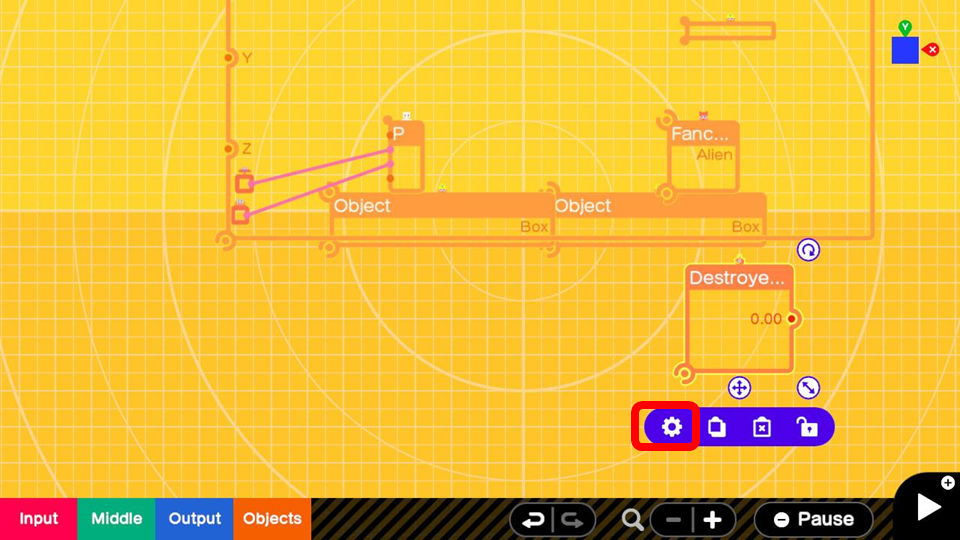 Y
X
Y
Z
P
Fanc...
Alien
Object
Object
Box
Box
Destroye...
0.00
Input
Middle
Output
Objects
Pause